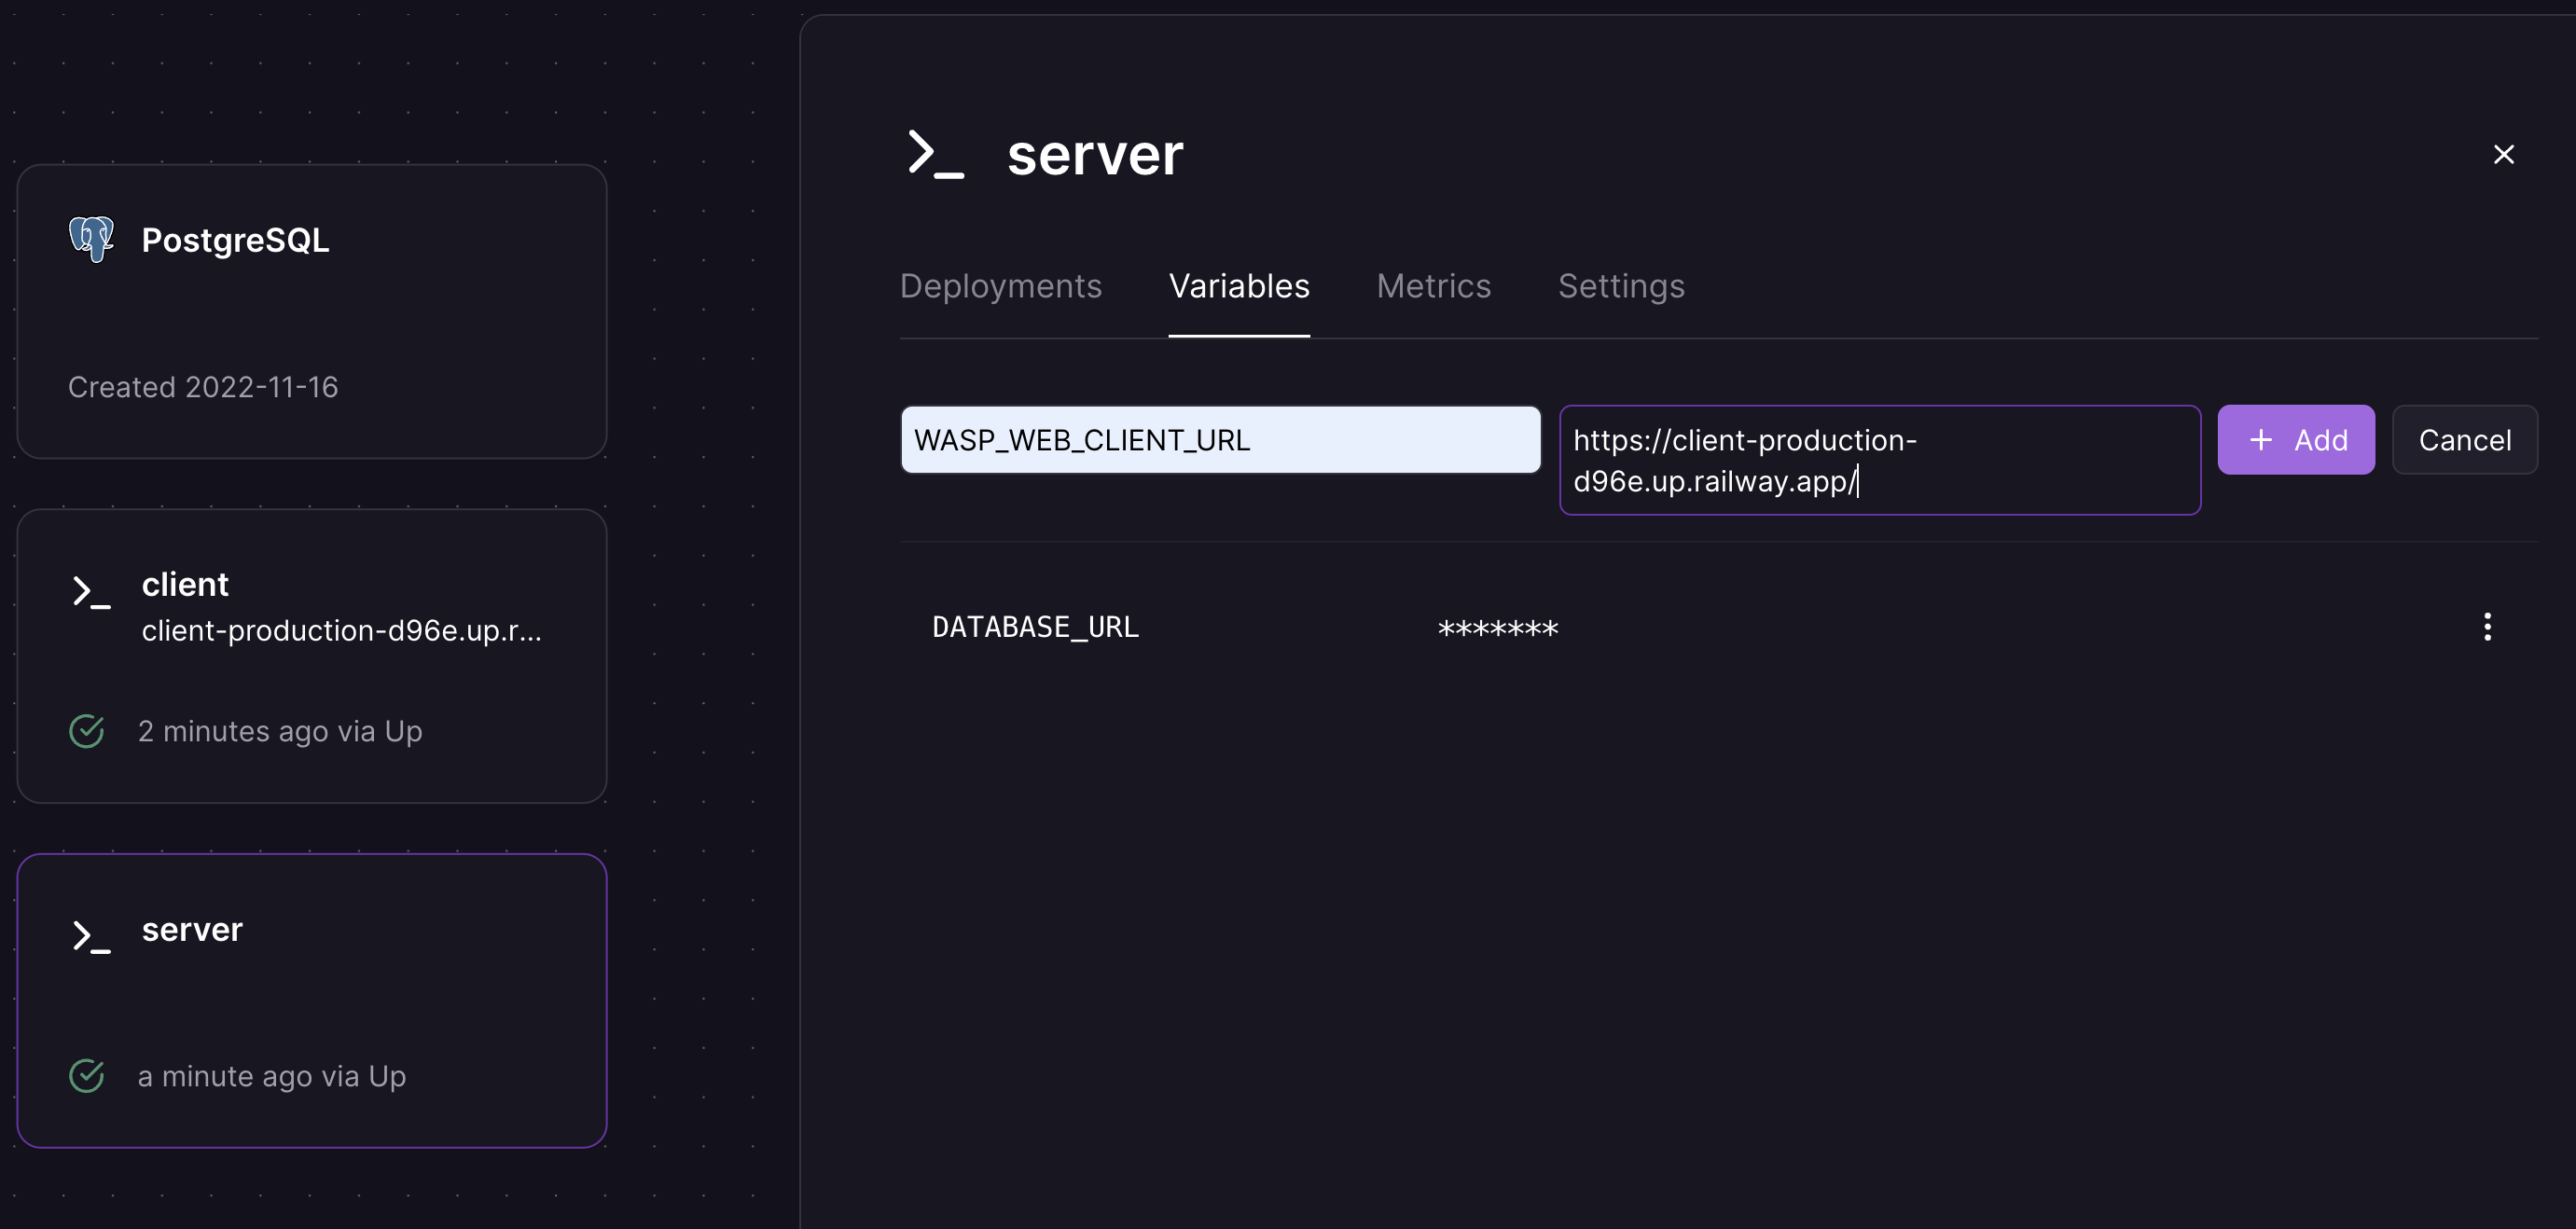 PostgreSQL
Created 2022-11-16
client
client-production-d96e.up.r...
2 minutes ago via Up
server
a minute ago via Up
server
Deployments Variables Metrics Settings
WASP_WEB_CLIENT_URL
https://client-production-
d96e.up.railway.app/
+ Add
Cancel
DATABASE_URL *******